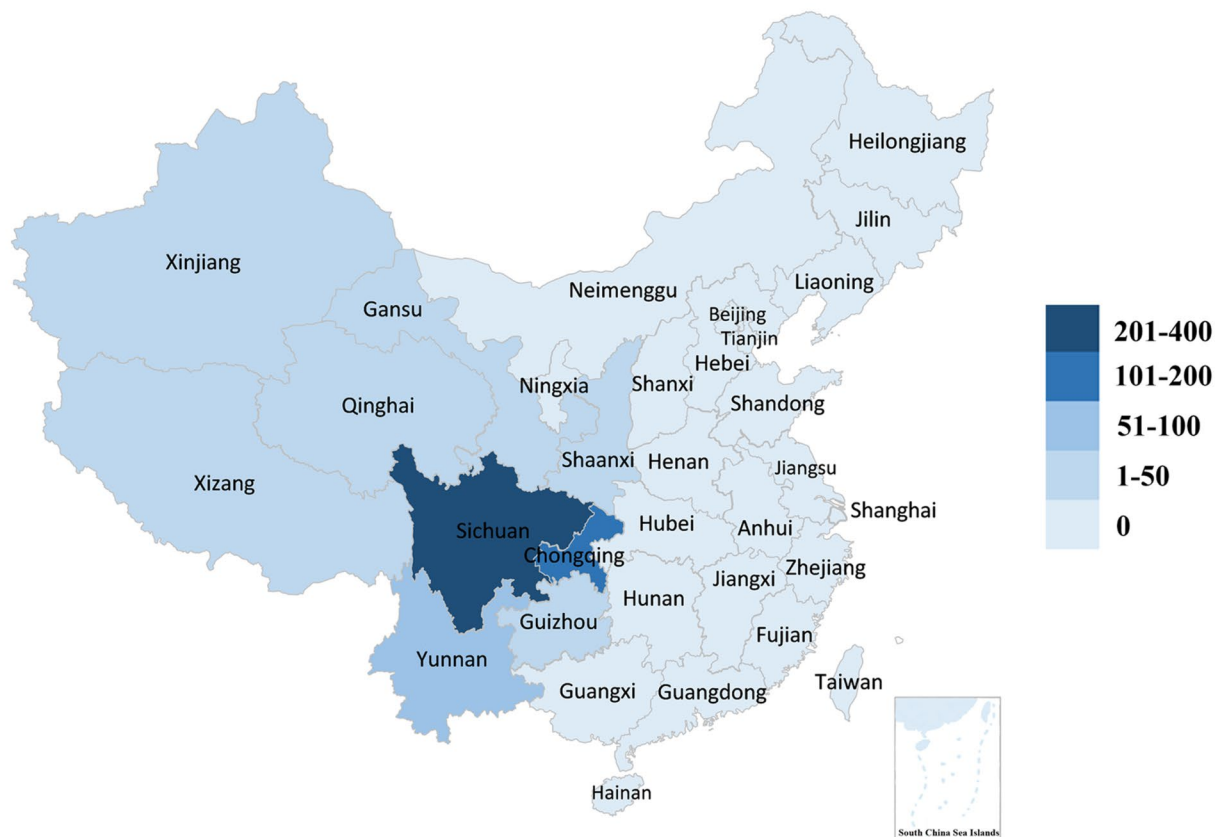 Heilongjiang
Jilin
Xinjiang
Liaoning
Neimenggu
Gansu
Beijing
Tianjin
Hebei
Ningxia
Shanxi
Qinghai
Shandong
Shaanxi
Henan
Jiangsu
Xizang
Shanghai
Hubei
Anhui
Sichuan
Chongqing
Zhejiang
Jiangxi
Hunan
Guizhou
Fujian
Yunnan
Guangxi
Guangdong
Taiwan
Hainan
201-400
101-200
51-100
1-50
0
South China Sea Islands